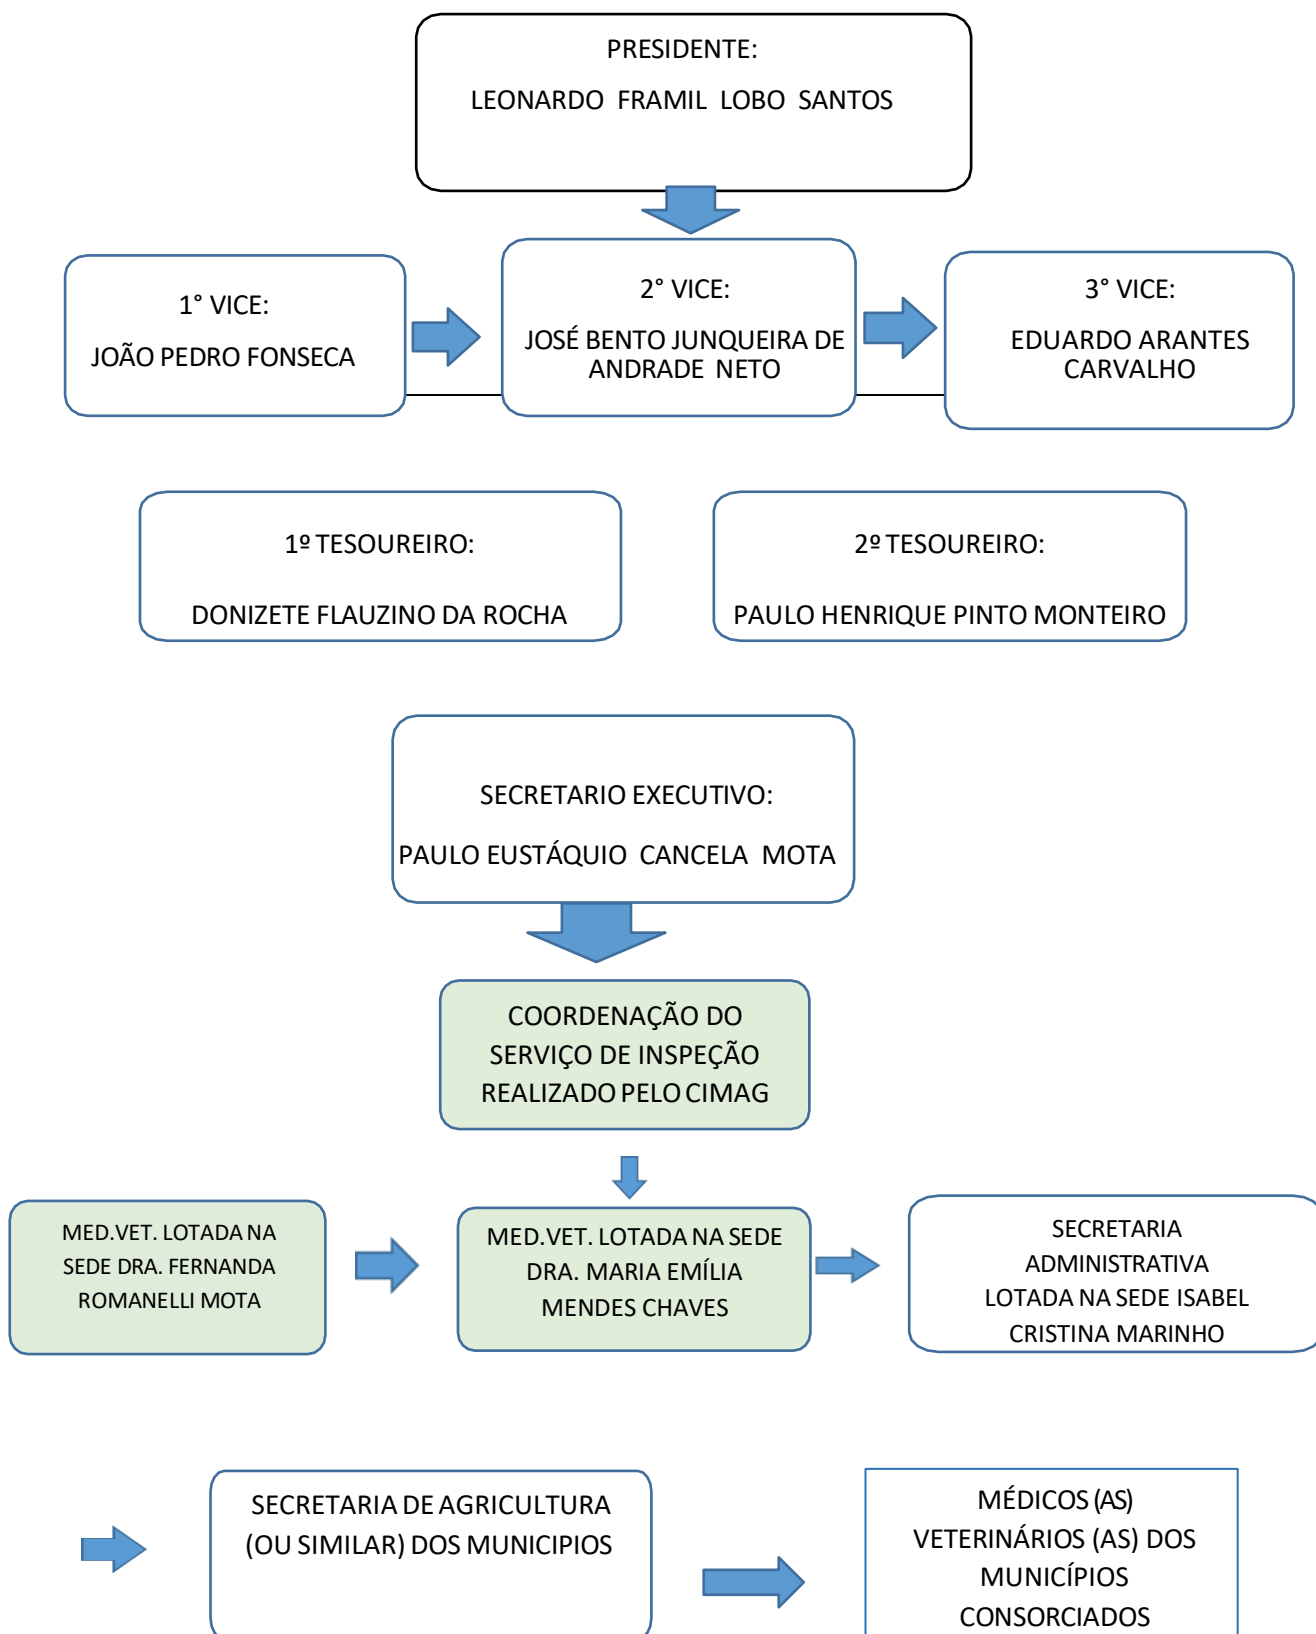 PRESIDENTE:
LEONARDO FRAMIL LOBO SANTOS
1° VICE:
JOÃO PEDRO FONSECA
2° VICE:
JOSÉ BENTO JUNQUEIRA DE
ANDRADE NETO
3° VICE:
EDUARDO ARANTES
CARVALHO
1º TESOUREIRO:
DONIZETE FLAUZINO DA ROCHA
2º TESOUREIRO:
PAULO HENRIQUE PINTO MONTEIRO
SECRETARIO EXECUTIVO:
PAULO EUSTÁQUIO CANCELA MOTA
COORDENAÇÃO DO
SERVIÇO DE INSPEÇÃO
REALIZADO PELO CIMAG
MED.VET. LOTADA NA
SEDE DRA. FERNANDA
ROMANELLI MOTA
MED.VET. LOTADA NA SEDE
DRA. MARIA EMÍLIA
MENDES CHAVES
SECRETARIA
ADMINISTRATIVA
LOTADA NA SEDE ISABEL
CRISTINA MARINHO
SECRETARIA DE AGRICULTURA
(OU SIMILAR) DOS MUNICIPIOS
MÉDICOS (AS)
VETERINÁRIOS (AS) DOS
MUNICÍPIOS
CONSORCIADOS